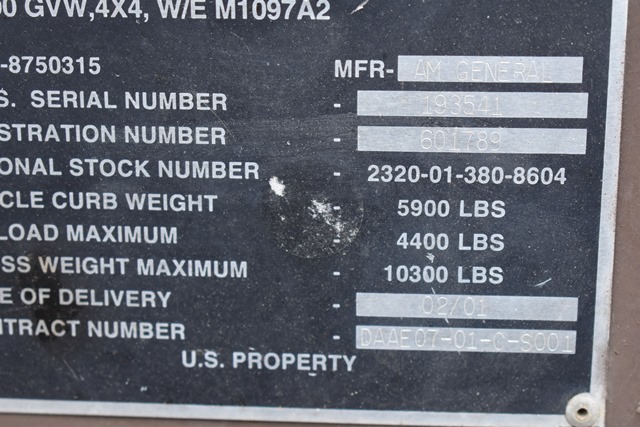 00 GVW,4X4, W/E M1097A2
-8750315 MFR- AM GENERAL
S. SERIAL NUMBER - 193541
STRATION NUMBER - 601789
ONAL STOCK NUMBER - 2320-01-380-8604
CLE CURB WEIGHT - 5900 LBS
LOAD MAXIMUM - 4400 LBS
SS WEIGHT MAXIMUM - 10300 LBS
E OF DELIVERY - 02/01
NTRACT NUMBER - DAAE07-01-C-S001
U.S. PROPERTY